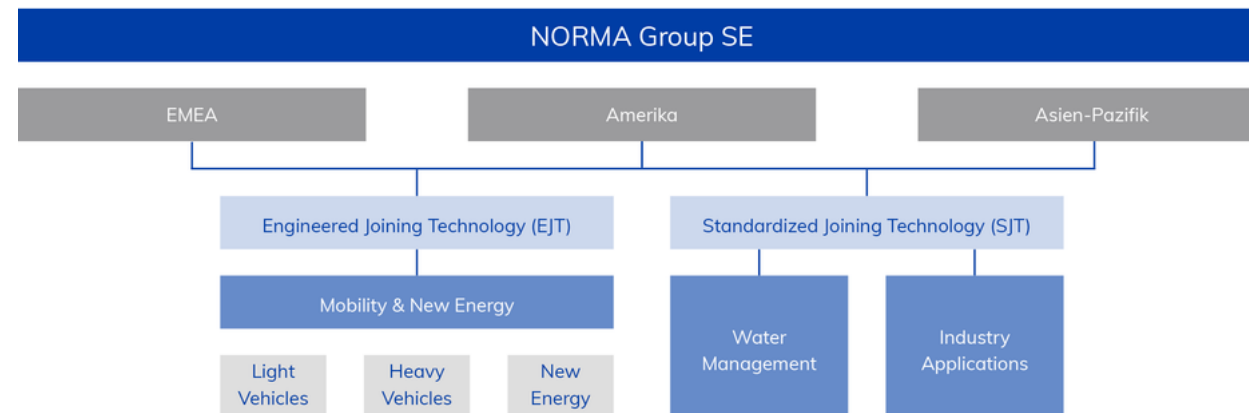 NORMA Group SE
EMEA
Amerika
Asien-Pazifik
Engineered Joining Technology (EJT)
Standardized Joining Technology (SJT)
Mobility & New Energy
Water
Management
Industry
Applications
Light
Vehicles
Heavy
Vehicles
New
Energy